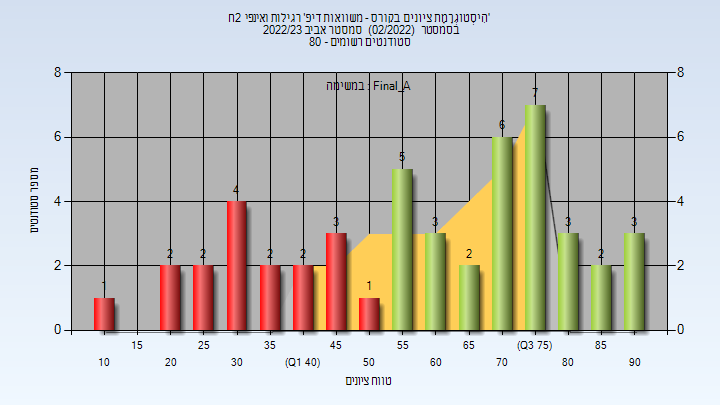 היסטוגרמת ציונים בקורס - משוואות דיפ' רגילות ואינפי 2ח'
בסמסטר (02/2022) סמסטר אביב 2022/23
סטודנטים רשומים - 80
במשימה : Final_A
מספר סטודנטים
8 8
6 6
4 4
2 2
0 0
1 2 2 4 2 2 3 1 5 3 2 6 7 3 2 3
15 25 35 45 55 65 (Q3 75) 85
10 20 30 (Q1 40) 50 60 70 80 90
טווח ציונים